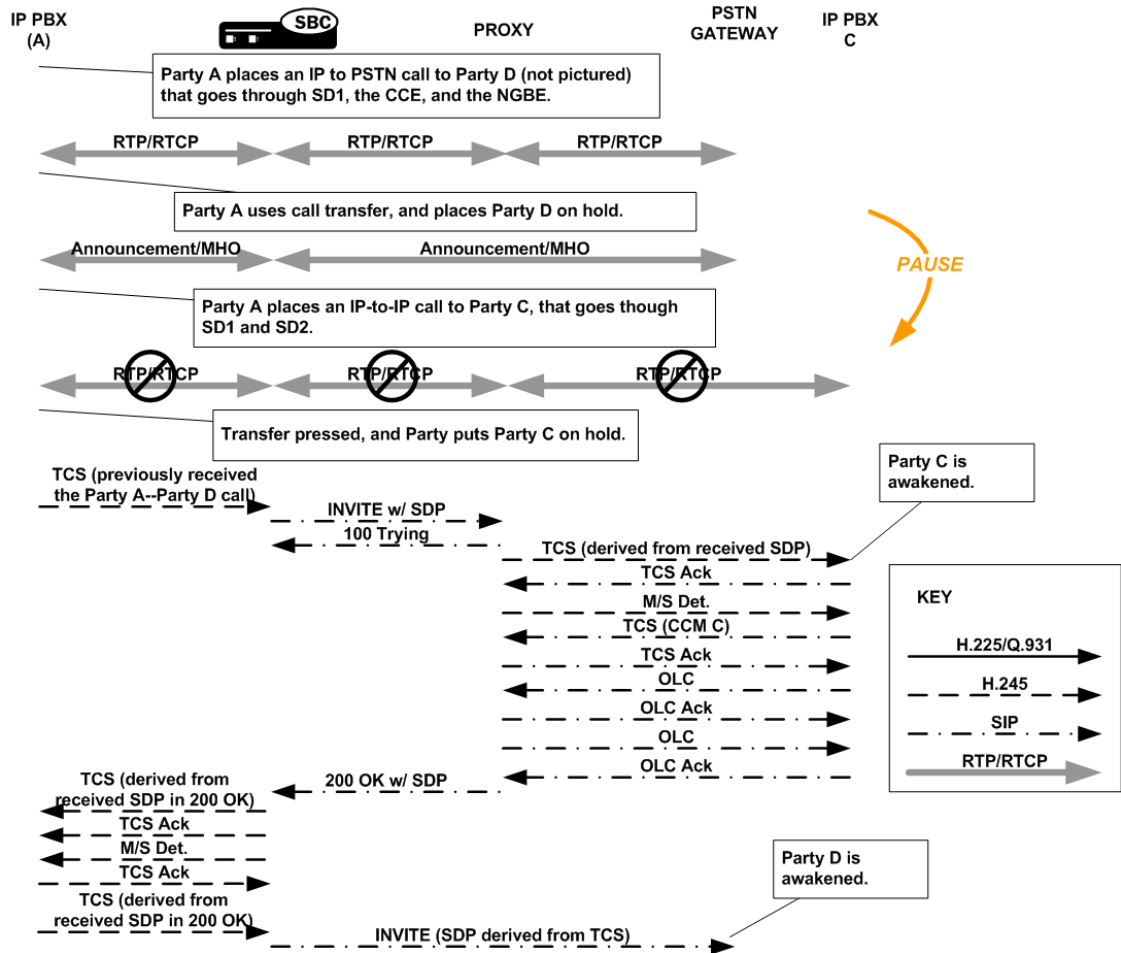 IP PBX
(A)
SBC
PROXY
PSTN
GATEWAY
IP PBX
C
Party A places an IP to PSTN call to Party D (not pictured)
that goes through SD1, the CCE, and the NGBE.
RTP/RTCP
RTP/RTCP
RTP/RTCP
Party A uses call transfer, and places Party D on hold.
Announcement/MHO
Announcement/MHO
PAUSE
Party A places an IP-to-IP call to Party C, that goes though
SD1 and SD2.
RTP/RTCP
RTP/RTCP
RTP/RTCP
Transfer pressed, and Party puts Party C on hold.
Party C is
awakened.
TCS (previously received
the Party A--Party D call)
INVITE w/ SDP
100 Trying
TCS (derived from received SDP)
TCS Ack
M/S Det.
TCS (CCM C)
TCS Ack
OLC
OLC Ack
OLC
OLC Ack
KEY
H.225/Q.931
H.245
SIP
RTP/RTCP
200 OK w/ SDP
TCS (derived from
received SDP in 200 OK)
TCS Ack
M/S Det.
TCS Ack
TCS (derived from
received SDP in 200 OK)
Party D is
awakened.
INVITE (SDP derived from TCS)